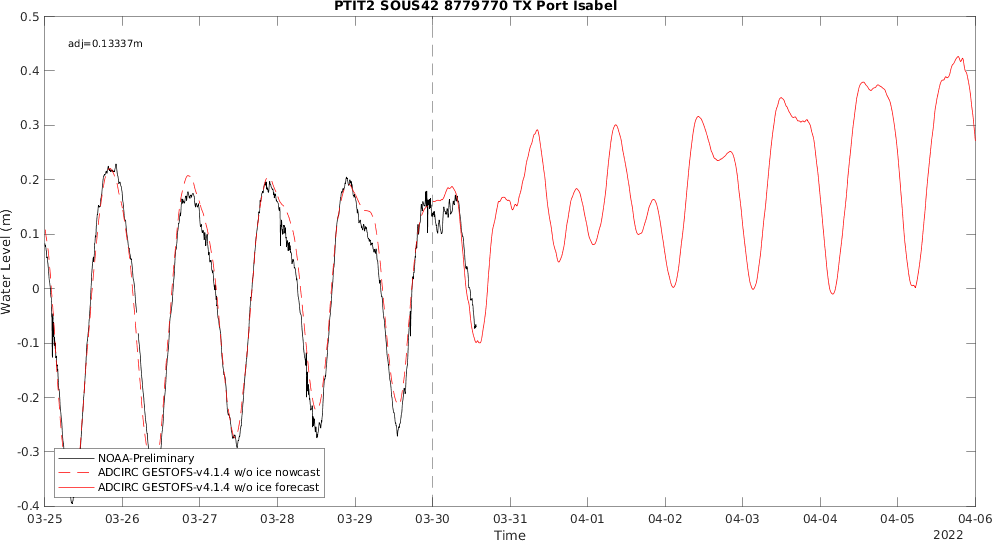 PTIT2 SOUS42 8779770 TX Port Isabel
adj=0.13337m
0.5
0.4
0.3
0.2
0.1
0
-0.1
-0.2
-0.3
-0.4
Water Level (m)
NOAA-Preliminary
ADCIRC GESTOFS-v4.1.4 w/o ice nowcast
ADCIRC GESTOFS-v4.1.4 w/o ice forecast
03-25 03-26 03-27 03-28 03-29 03-30 03-31 04-01 04-02 04-03 04-04 04-05 04-06
Time
2022